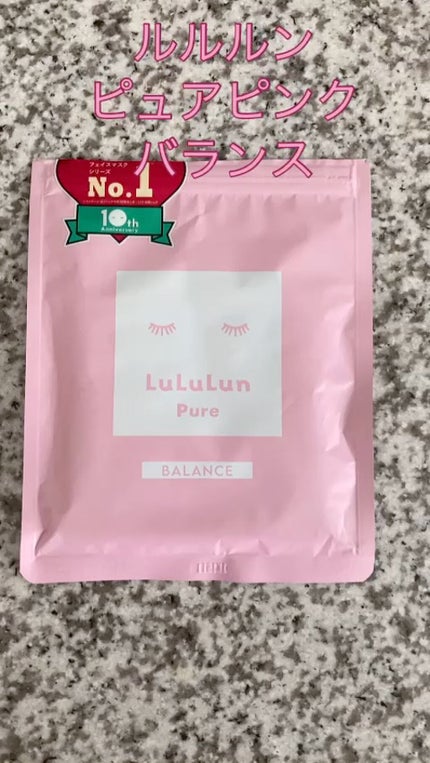 ルルルン
ピュアピンク
バランス
フェイスマスク
シリーズ
No.1
10th
Anniversary
LuLuLun
Pure
BALANCE